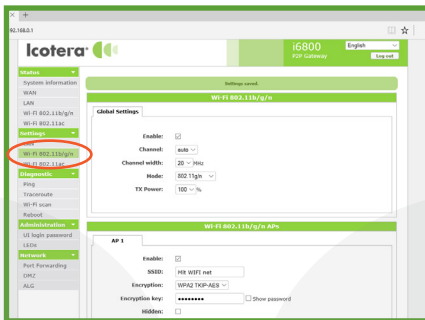 92.168.0.1
Icotera
i6800
P2P Gateway
English
Log out
Status
System information
WAN
LAN
Wi-Fi 802.11b/g/n
Wi-Fi 802.11ac
Settings
Wi-Fi 802.11b/g/n
Wi-Fi 802.11ac
Diagnostic
Ping
Traceroute
Wi-Fi scan
Reboot
Administration
UI login password
LEDs
Network
Port Forwarding
DMZ
ALG
Settings saved.
Wi-Fi 802.11b/g/n
Global Settings
Enable:
Channel: auto
Channel width: 20 MHz
Mode: 802.11g/n
TX Power: 100 %
Wi-Fi 802.11b/g/n APs
AP 1
Enable:
SSID: Mit WIFI net
Encryption: WPA2 TKIP-AES
Encryption key: •••••••• Show password
Hidden: